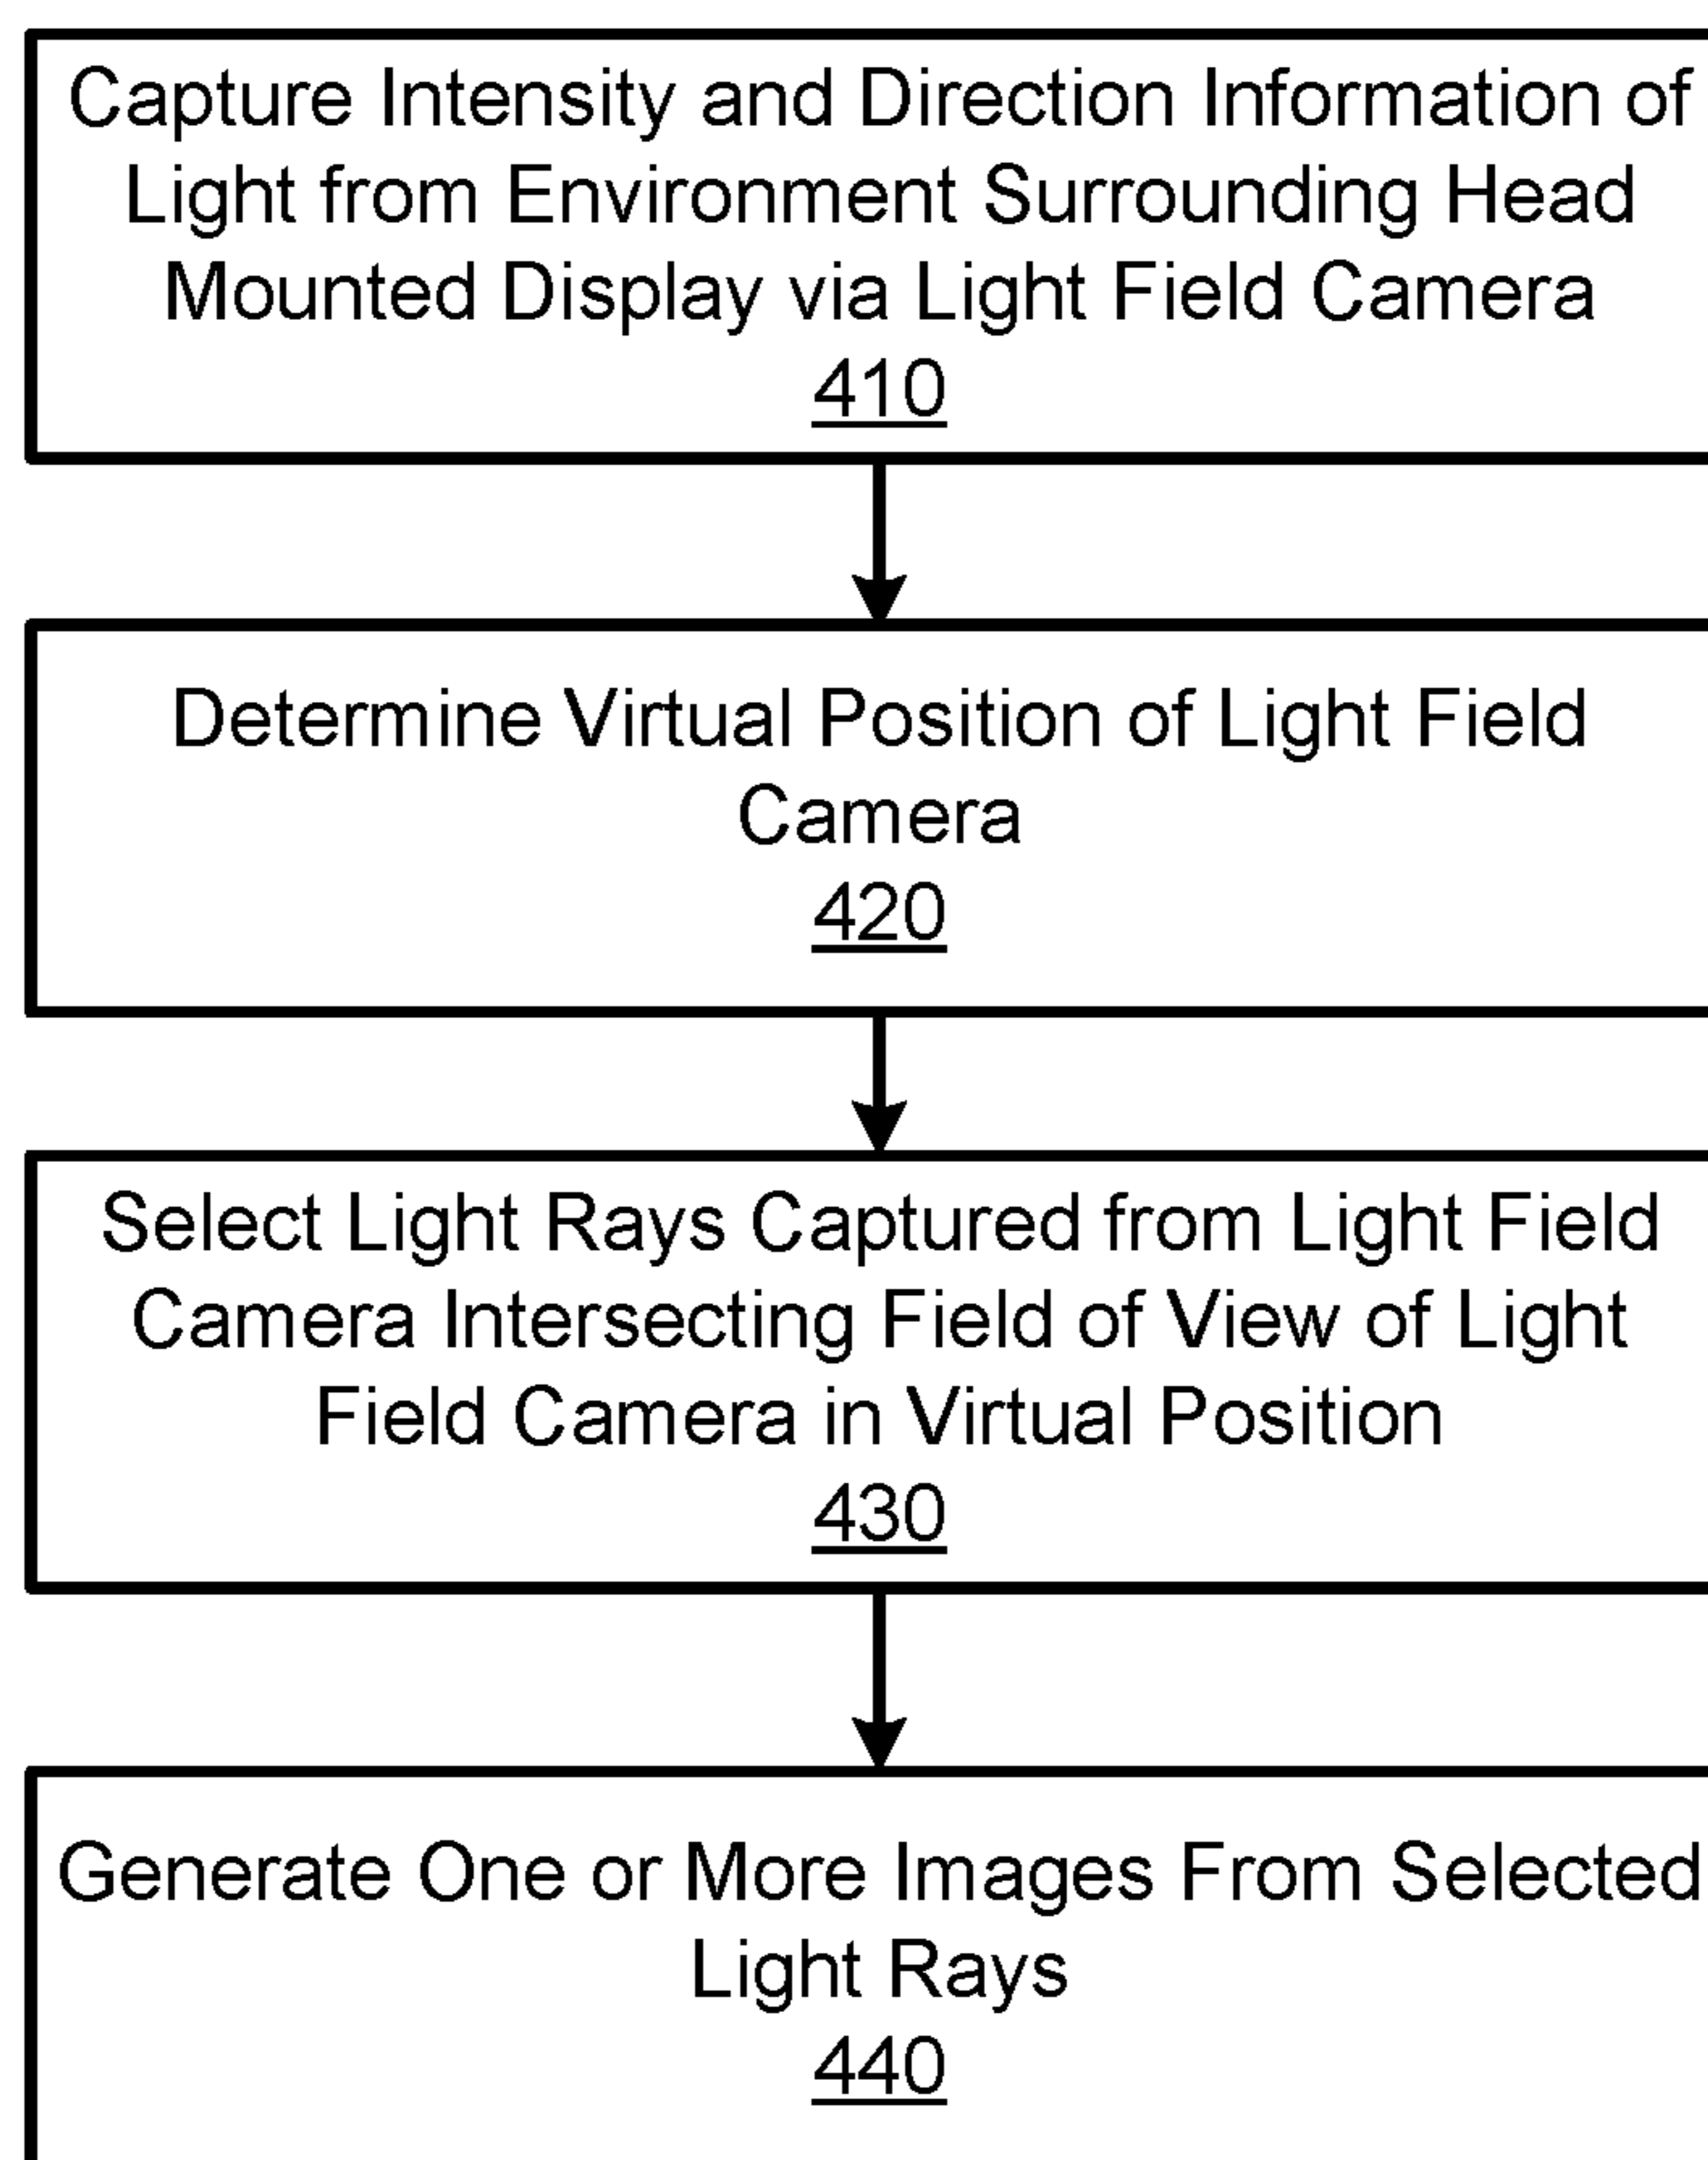 Capture Intensity and Direction Information of
Light from Environment Surrounding Head
Mounted Display via Light Field Camera
410
Determine Virtual Position of Light Field
Camera
420
Select Light Rays Captured from Light Field
Camera Intersecting Field of View of Light
Field Camera in Virtual Position
430
Generate One or More Images From Selected
Light Rays
440